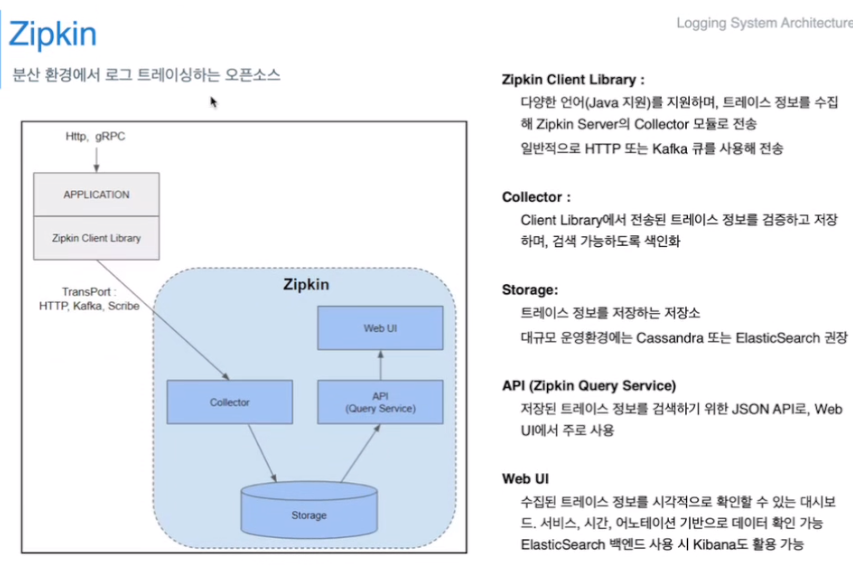 Zipkin
Logging System Architecture
분산 환경에서 로그 트레이싱하는 오픈소스
Http, gRPC
APPLICATION
Zipkin Client Library
TransPort :
HTTP, Kafka, Scribe
Zipkin
Web UI
Collector
API
(Query Service)
Storage
Zipkin Client Library :
다양한 언어(Java 지원)를 지원하며, 트레이스 정보를 수집
해 Zipkin Server의 Collector 모듈로 전송
일반적으로 HTTP 또는 Kafka 큐를 사용해 전송
Collector :
Client Library에서 전송된 트레이스 정보를 검증하고 저장
하며, 검색 가능하도록 색인화
Storage:
트레이스 정보를 저장하는 저장소
대규모 운영환경에는 Cassandra 또는 ElasticSearch 권장
API (Zipkin Query Service)
저장된 트레이스 정보를 검색하기 위한 JSON API로, Web
UI에서 주로 사용
Web UI
수집된 트레이스 정보를 시각적으로 확인할 수 있는 대시보
드. 서비스, 시간, 어노테이션 기반으로 데이터 확인 가능
ElasticSearch 백엔드 사용 시 Kibana도 활용 가능